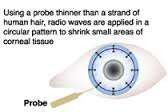 Using a probe thinner than a strand of
human hair, radio waves are applied in a
circular pattern to shrink small areas of
corneal tissue
Probe